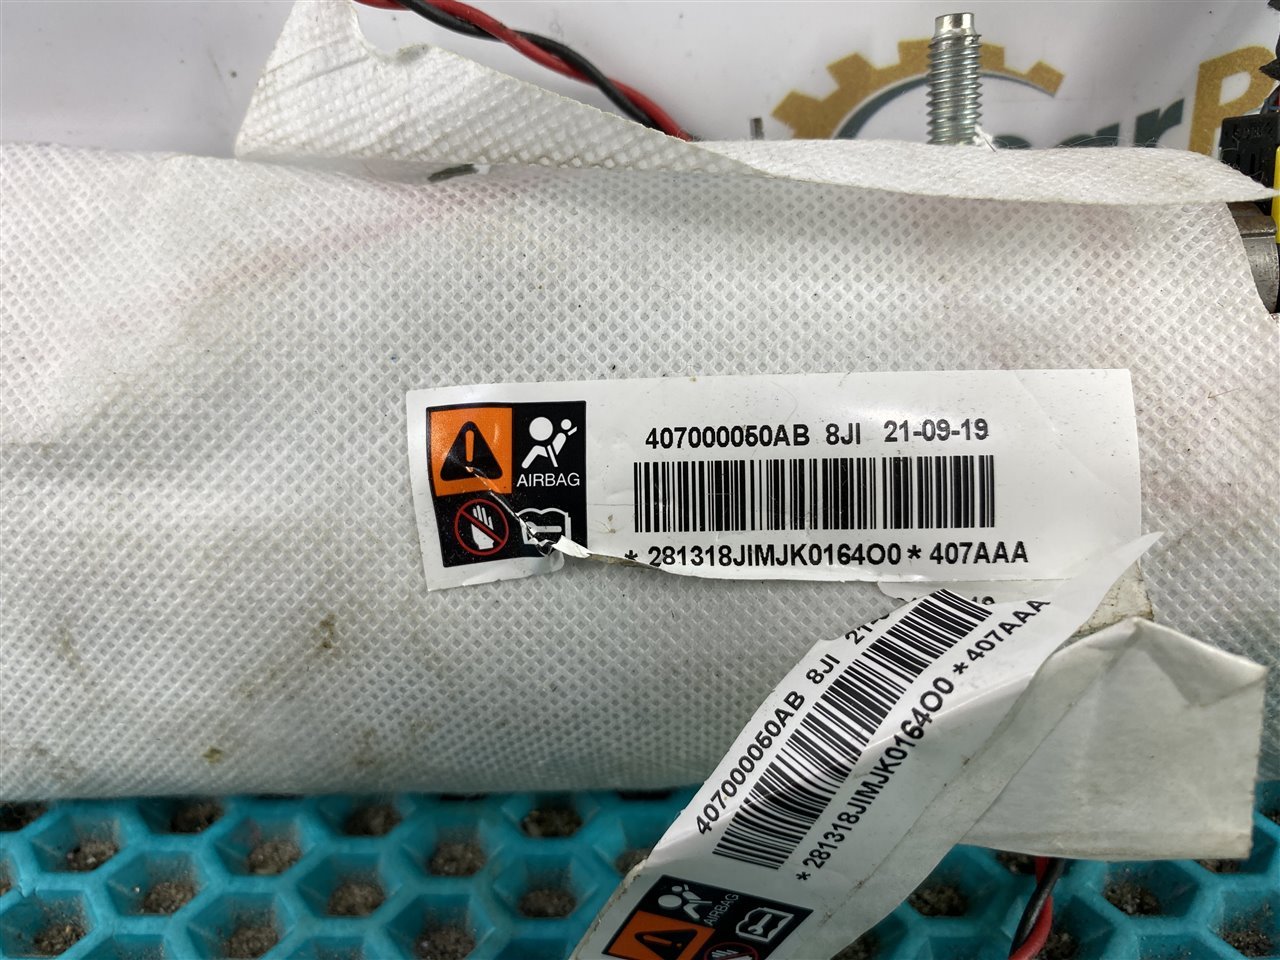 407000050AB 8JI 21-09-19
AIRBAG
* 281318JIMJK0164O0 * 407AAA
407000050AB 8JI
* 281318JIMJK0164O0 * 407AAA
AIRBAG